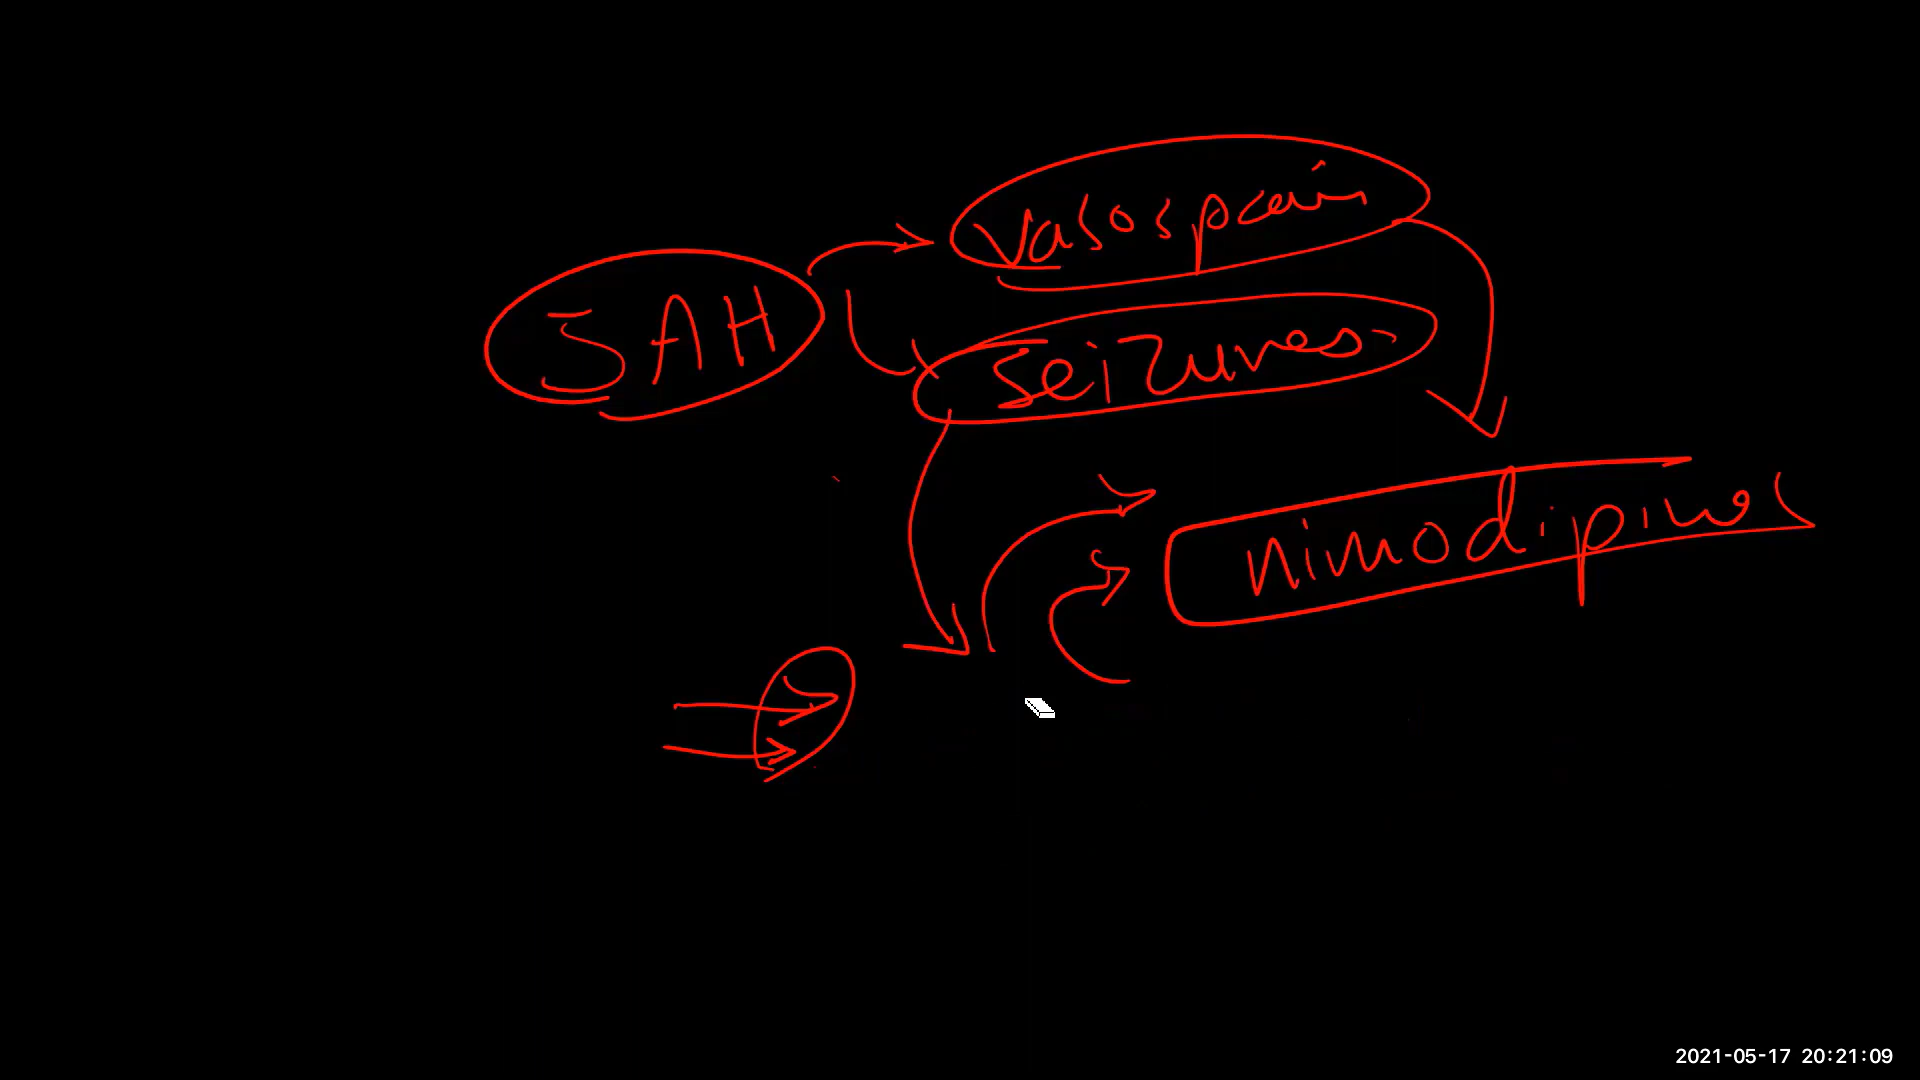 Vasospasm
SAH
Seizures
nimodipine
2021-05-17 20:21:09